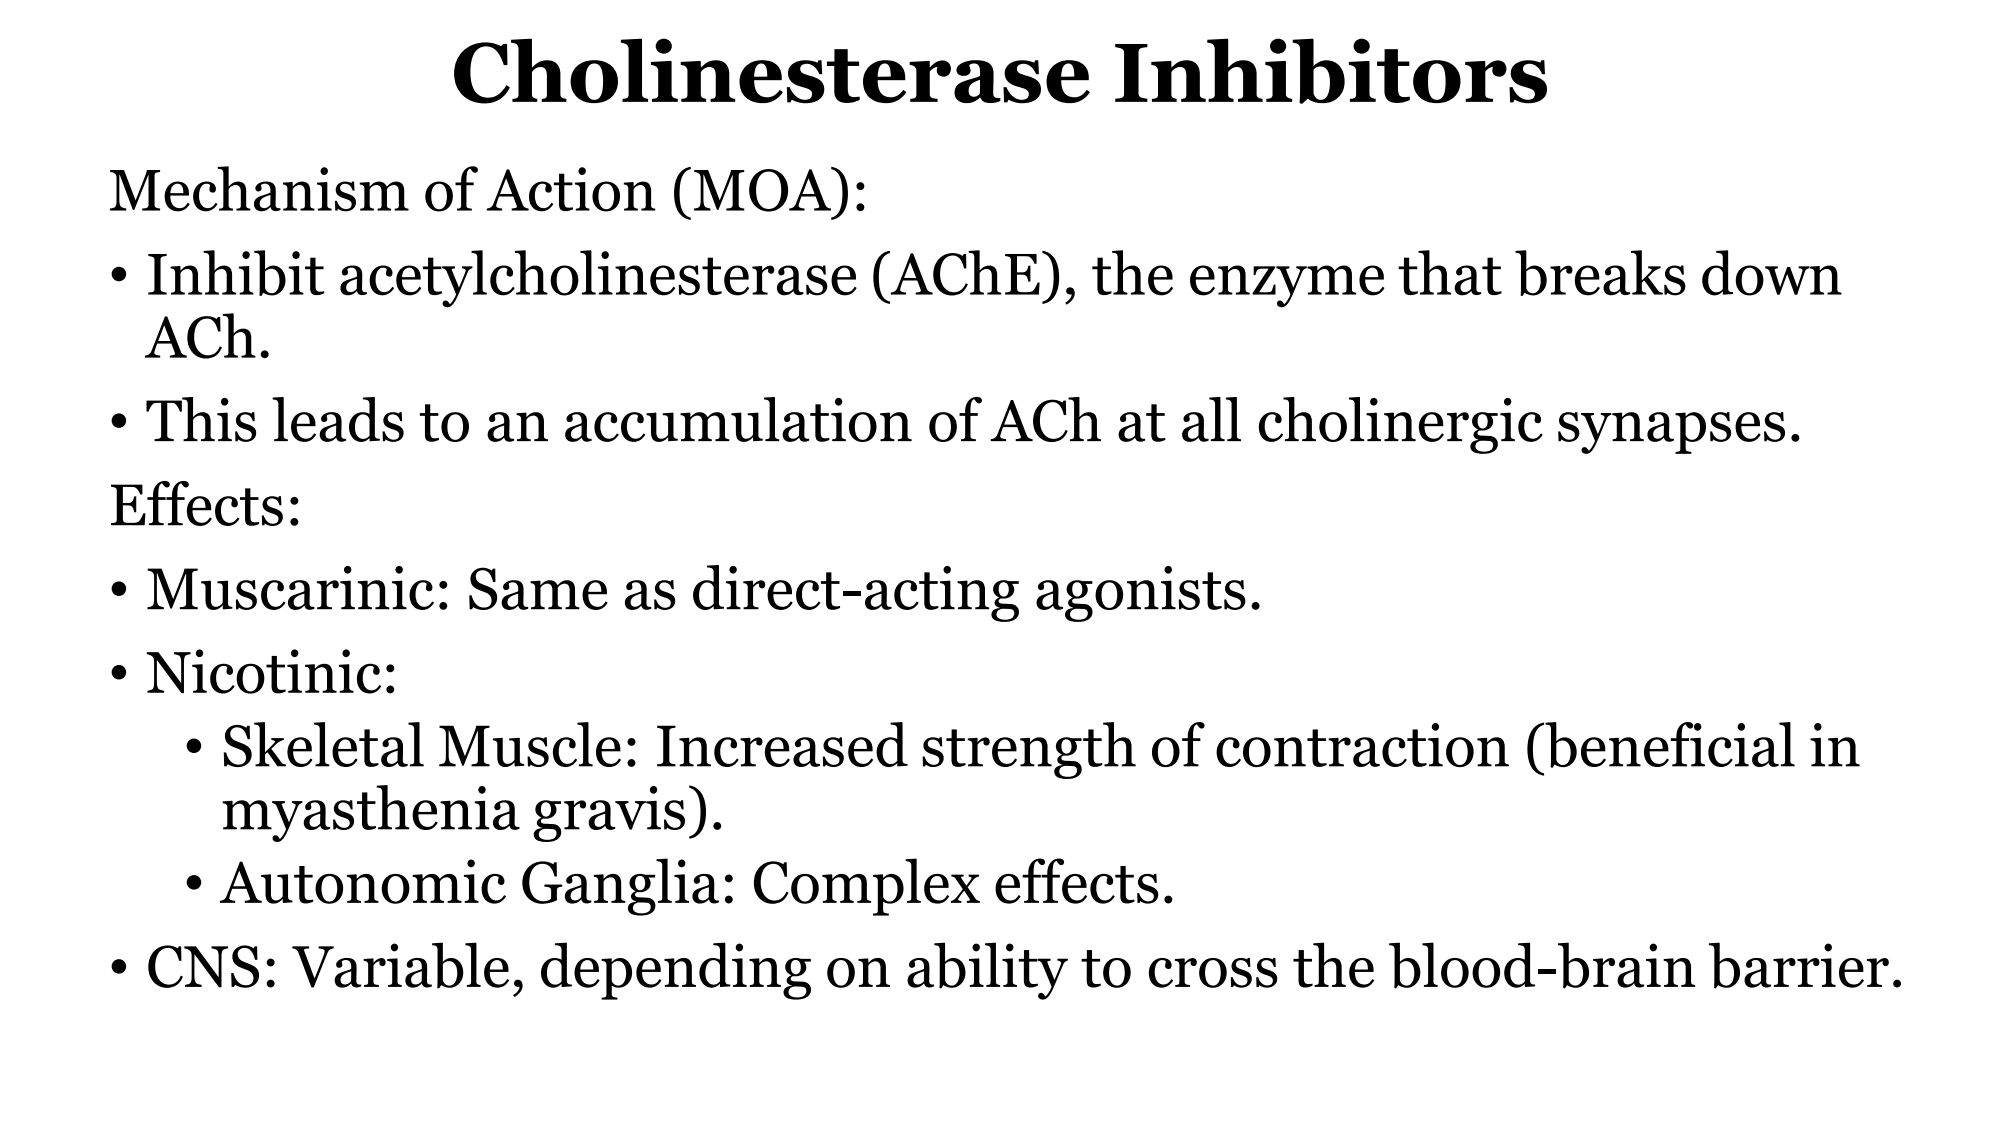 Cholinesterase Inhibitors
Mechanism of Action (MOA):
• Inhibit acetylcholinesterase (AChE), the enzyme that breaks down
ACh.
• This leads to an accumulation of ACh at all cholinergic synapses.
Effects:
• Muscarinic: Same as direct-acting agonists.
• Nicotinic:
• Skeletal Muscle: Increased strength of contraction (beneficial in
myasthenia gravis).
• Autonomic Ganglia: Complex effects.
• CNS: Variable, depending on ability to cross the blood-brain barrier.